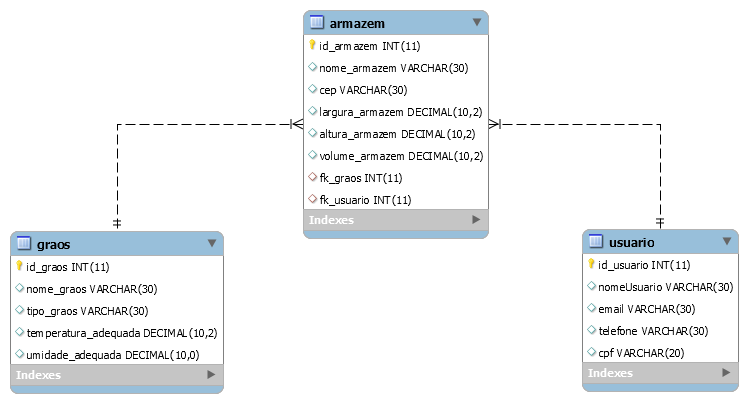 armazem
id_armazem INT(11)
nome_armazem VARCHAR(30)
cep VARCHAR(30)
largura_armazem DECIMAL(10,2)
altura_armazem DECIMAL(10,2)
volume_armazem DECIMAL(10,2)
fk_graos INT(11)
fk_usuario INT(11)
Indexes
graos
id_graos INT(11)
nome_graos VARCHAR(30)
tipo_graos VARCHAR(30)
temperatura_adequada DECIMAL(10,2)
umidade_adequada DECIMAL(10,0)
Indexes
usuario
id_usuario INT(11)
nomeUsuario VARCHAR(30)
email VARCHAR(30)
telefone VARCHAR(30)
cpf VARCHAR(20)
Indexes